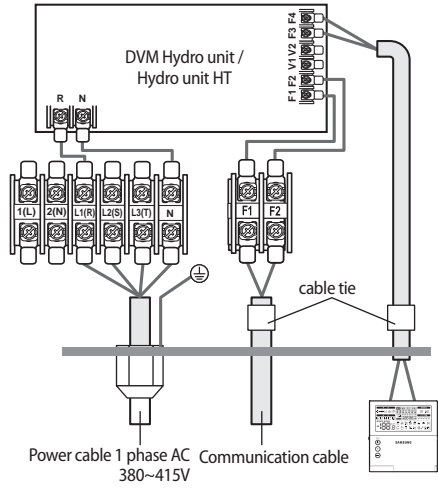 DVM Hydro unit /
Hydro unit HT
F4
F3
V2
V1
F2
F1
R N
1(L) 2(N) L1(R) L2(S) L3(T) N
F1 F2
cable tie
Power cable 1 phase AC
380~415V
Communication cable
SAMSUNG